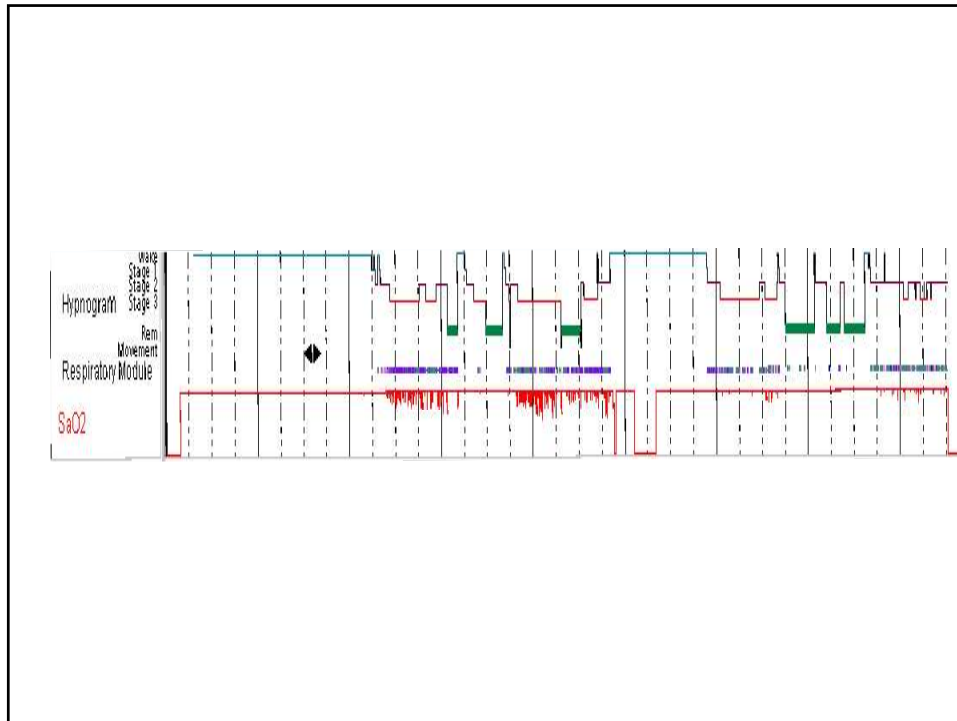 Wake
Stage 1
Stage 2
Hypnogram
Stage 3
Rem
Movement
Respiratory Module
SaO2